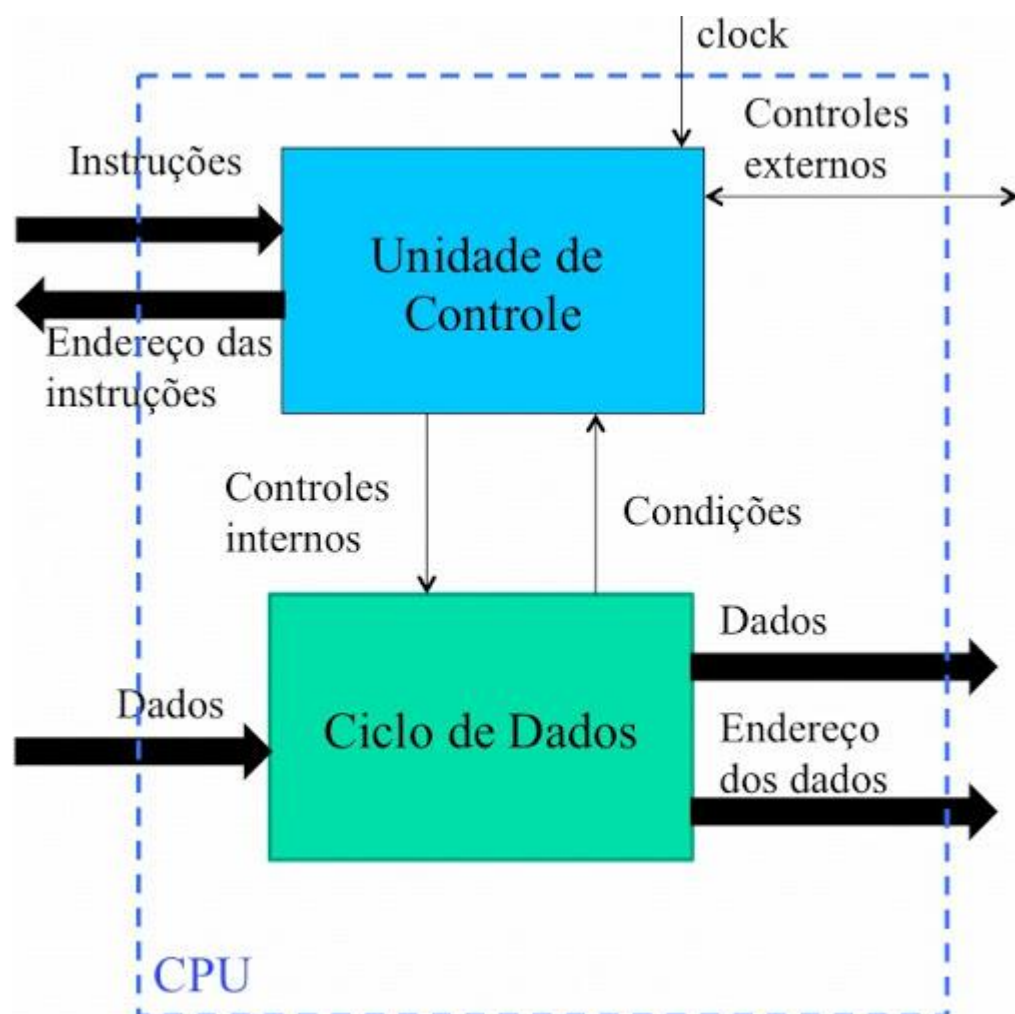 clock
Controles
externos
Instruções
Unidade de
Controle
Endereço das
instruções
Controles
internos
Condições
Dados
Dados
Ciclo de Dados
Endereço
dos dados
CPU